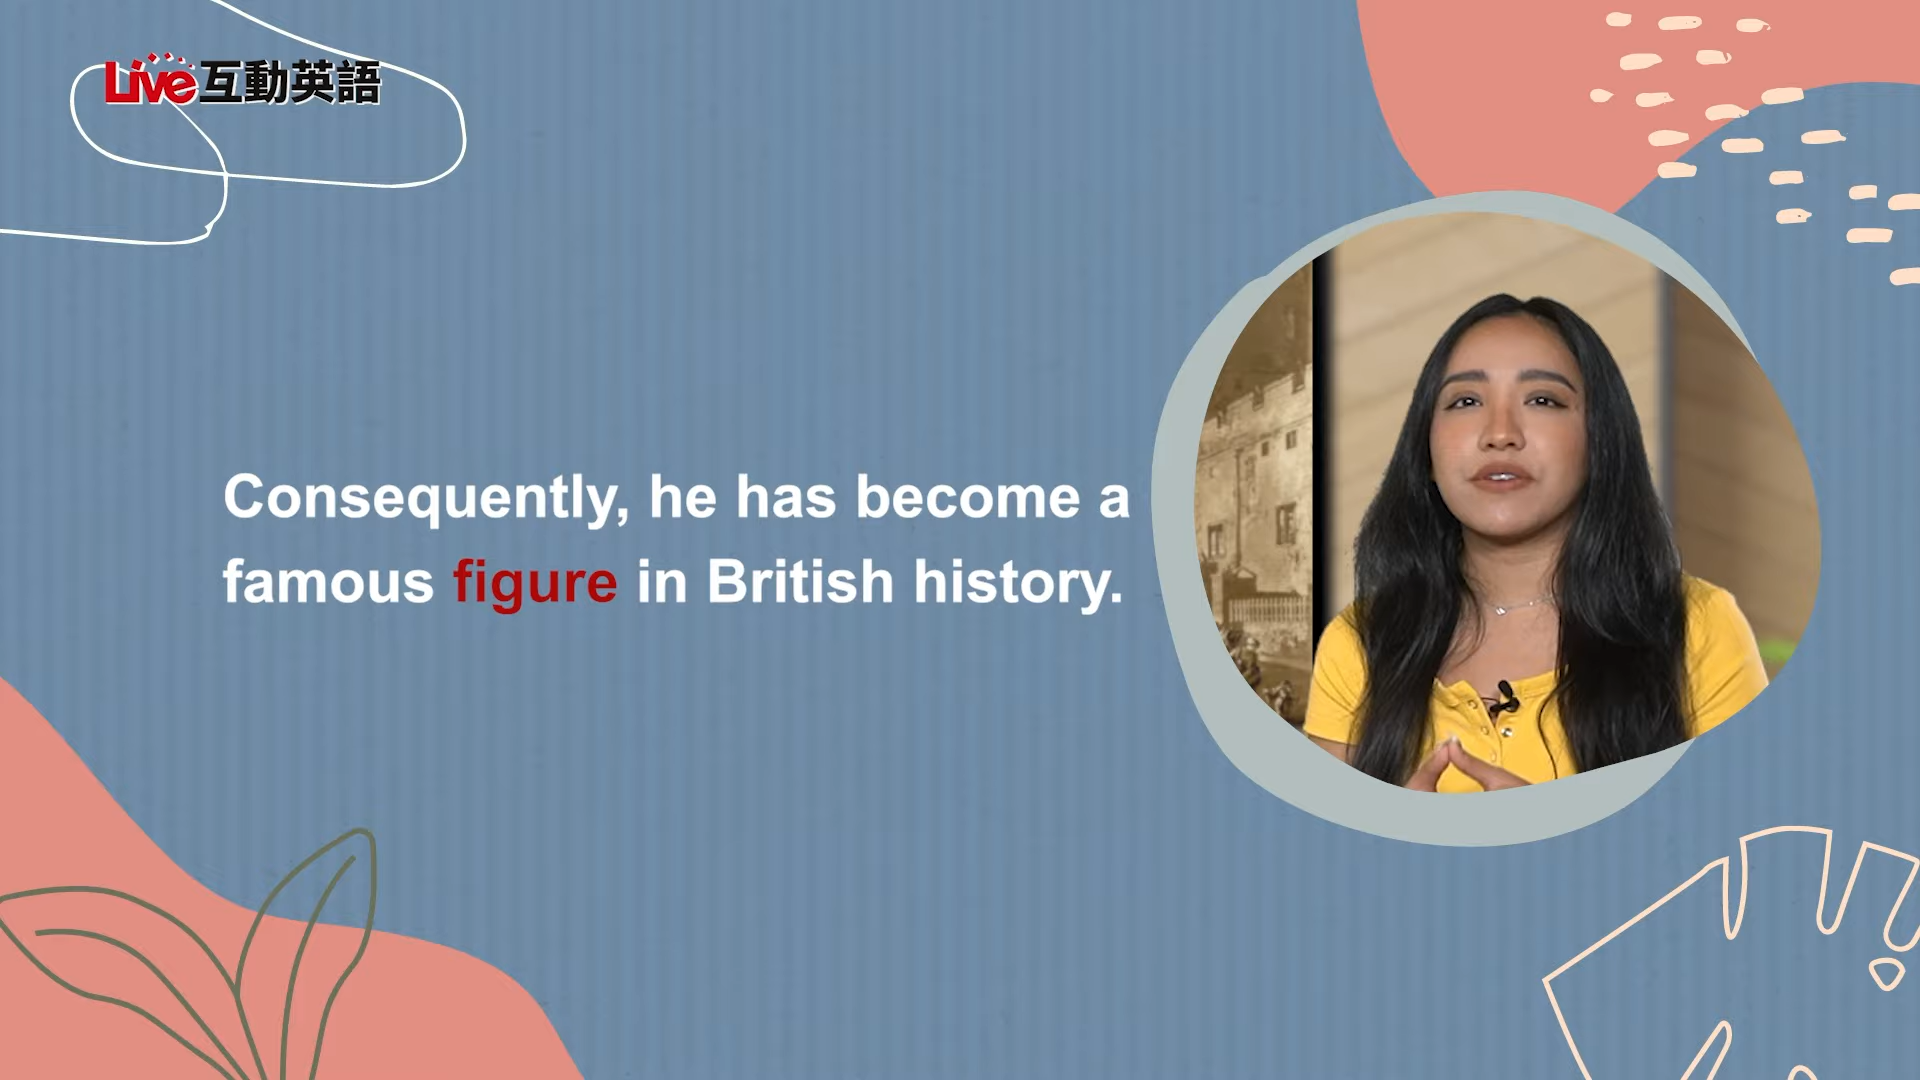 Live互動英語
Consequently, he has become a
famous figure in British history.